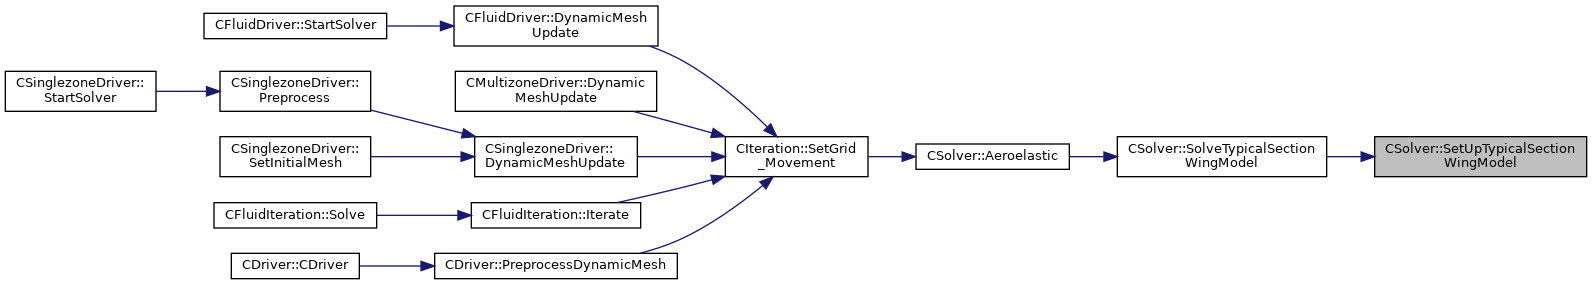 CFluidDriver::StartSolver
CFluidDriver::DynamicMesh
Update
CSinglezoneDriver::
StartSolver
CSinglezoneDriver::
Preprocess
CMultizoneDriver::Dynamic
MeshUpdate
CSinglezoneDriver::
SetInitialMesh
CSinglezoneDriver::
DynamicMeshUpdate
CIteration::SetGrid
_Movement
CSolver::Aeroelastic
CSolver::SolveTypicalSection
WingModel
CSolver::SetUpTypicalSection
WingModel
CFluidIteration::Solve
CFluidIteration::Iterate
CDriver::CDriver
CDriver::PreprocessDynamicMesh